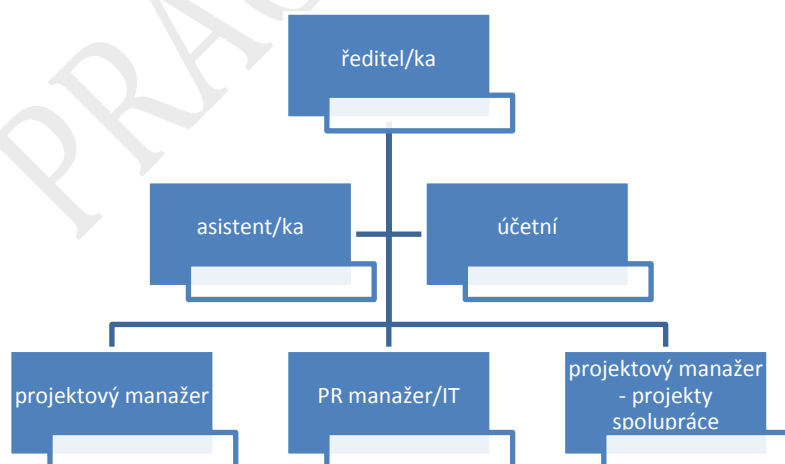 ředitel/ka
asistent/ka
účetní
projektový manažer
PR manažer/IT
projektový manažer
- projekty
spolupráce